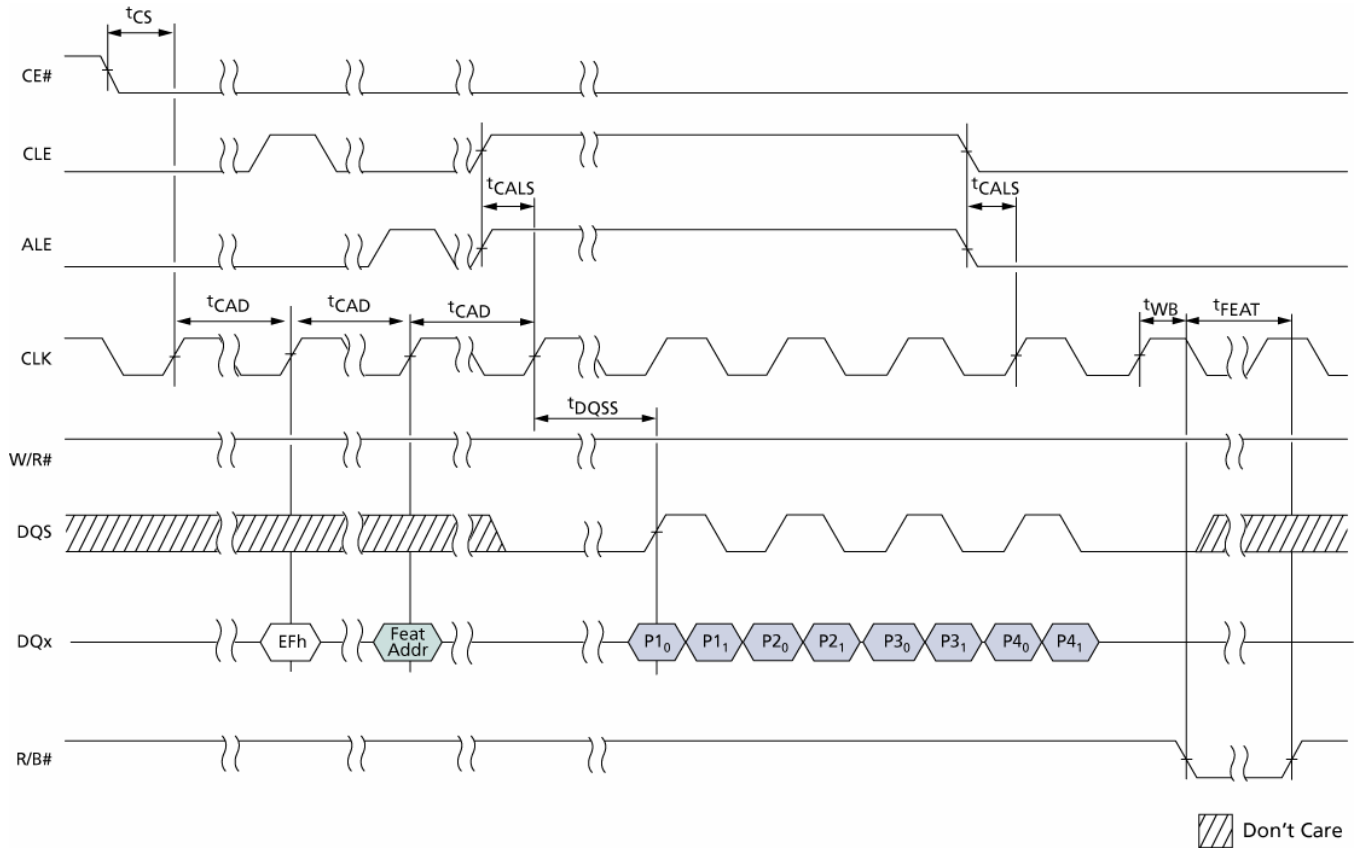 tCS
CE#
CLE
tCALS tCALS
ALE
tCAD tCAD tCAD tWB tFEAT
CLK
tDQSS
W/R#
DQS
DQx EFh Feat Addr P1₀ P1₁ P2₀ P2₁ P3₀ P3₁ P4₀ P4₁
R/B#
Don't Care